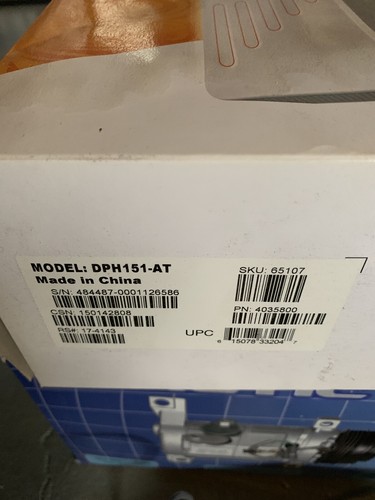 MODEL: DPH151-AT
Made in China
S/N: 484487-0001126586
CSN: 150142808
RS#: 17-4143
SKU: 65107
PN: 4035800
UPC
6 15078 33204 7